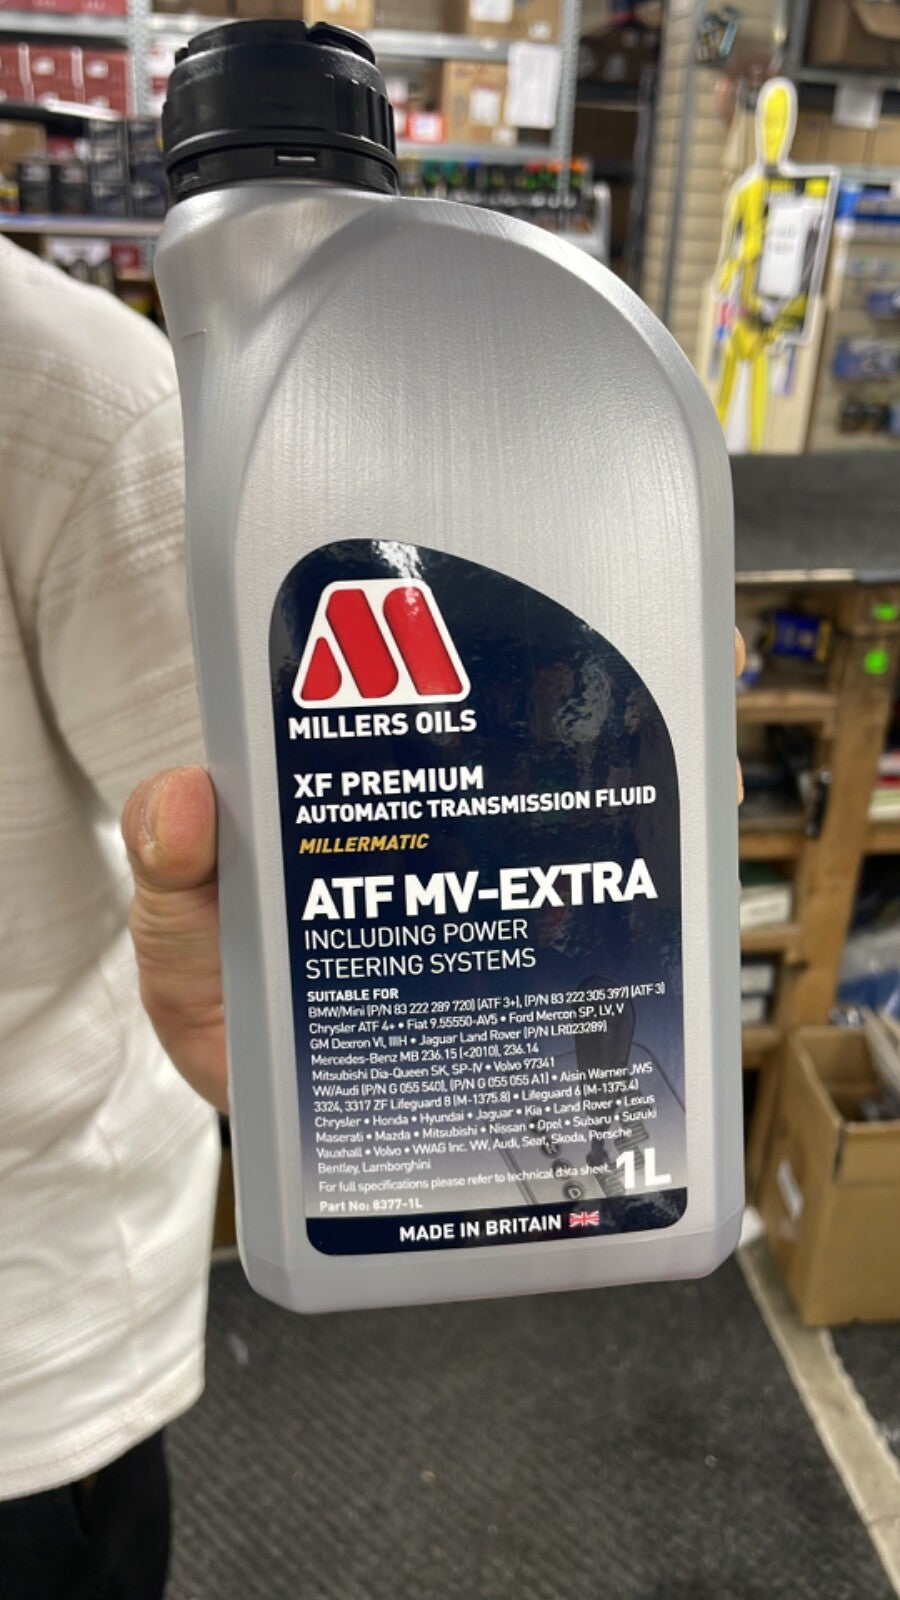 MILLERS OILS
XF PREMIUM
AUTOMATIC TRANSMISSION FLUID
MILLERMATIC
ATF MV-EXTRA
INCLUDING POWER
STEERING SYSTEMS
SUITABLE FOR
BMW/Mini (P/N 83 222 289 720) (ATF 3+), (P/N 83 222 305 397) (ATF 3)
Chrysler ATF 4+ • Fiat 9.55550-AV5 • Ford Mercon SP, LV, V
GM Dexron VI, IIIH • Jaguar Land Rover (P/N LR023289)
Mercedes-Benz MB 236.15 (<2010), 236.14
Mitsubishi Dia-Queen SK, SP-IV • Volvo 97341
VW/Audi (P/N G 055 540), (P/N G 055 055 A1) • Aisin Warner JWS
3324, 3317 ZF Lifeguard 8 (M-1375.8) • Lifeguard 6 (M-1375.4)
Chrysler • Honda • Hyundai • Jaguar • Kia • Land Rover • Lexus
Maserati • Mazda • Mitsubishi • Nissan • Opel • Subaru • Suzuki
Vauxhall • Volvo • VWAG Inc. VW, Audi, Seat, Skoda, Porsche
Bentley, Lamborghini
For full specifications please refer to technical data sheet.
1L
Part No: 8377-1L
MADE IN BRITAIN